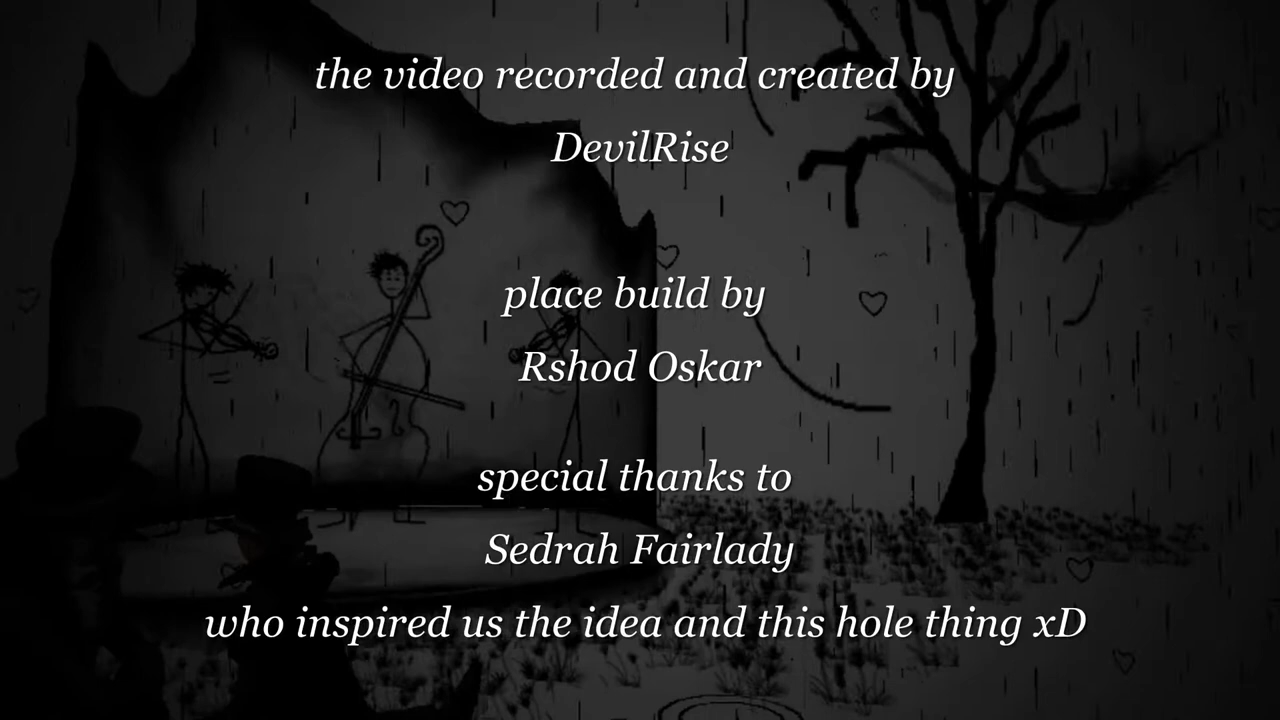 the video recorded and created by
DevilRise
place build by
Rshod Oskar
special thanks to
Sedrah Fairlady
who inspired us the idea and this hole thing xD